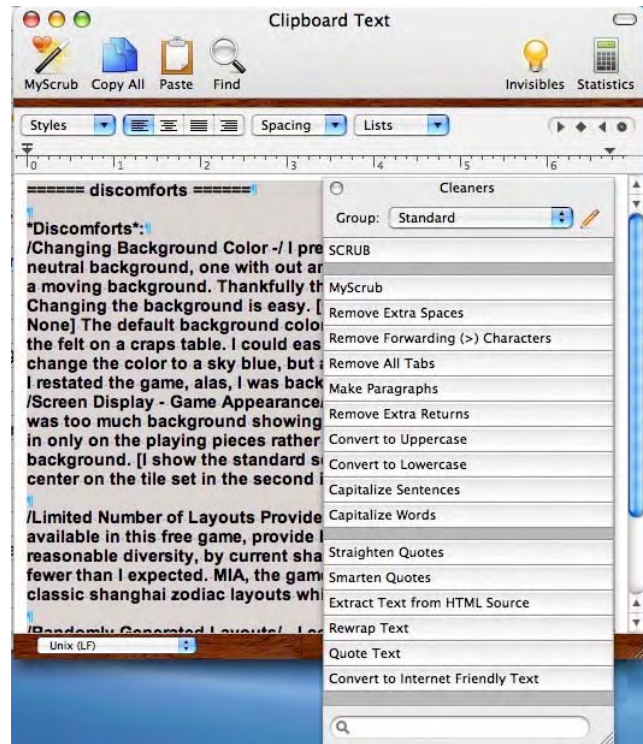 Clipboard Text
MyScrub Copy All Paste Find Invisibles Statistics
Styles Spacing Lists
0 1 2 3 4 5 6
====== discomforts ======¶
¶
*Discomforts*:¶
/Changing Background Color -/ I pre
neutral background, one with out
a moving background. Thankfully
Changing the background is easy. [
None] The default background
the felt on a craps table. I could
change the color to a sky blue, but
I restated the game, alas, I was back
/Screen Display - Game Appearance/
was too much background showing
in only on the playing pieces rather
background. [I show the standard
center on the tile set in the second
¶
/Limited Number of Layouts Provide
available in this free game, provide
reasonable diversity, by current
fewer than I expected. MIA, the
classic shanghai zodiac layouts
¶
/Randomly Generated Layouts/
Unix (LF)
Cleaners
Group: Standard
SCRUB
MyScrub
Remove Extra Spaces
Remove Forwarding (>) Characters
Remove All Tabs
Make Paragraphs
Remove Extra Returns
Convert to Uppercase
Convert to Lowercase
Capitalize Sentences
Capitalize Words
Straighten Quotes
Smarten Quotes
Extract Text from HTML Source
Rewrap Text
Quote Text
Convert to Internet Friendly Text